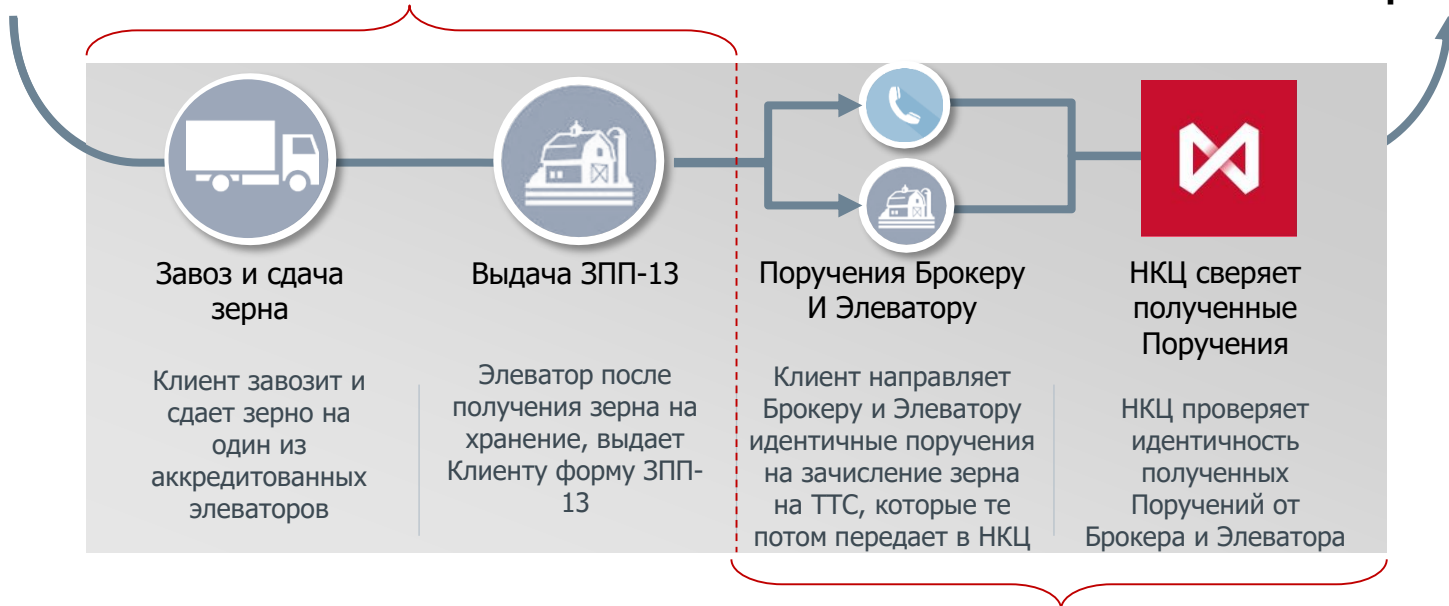 Завоз и сдача
зерна
Клиент завозит и
сдает зерно на
один из
аккредитованных
элеваторов
Выдача ЗПП-13
Элеватор после
получения зерна на
хранение, выдает
Клиенту форму ЗПП-
13
Поручения Брокеру
И Элеватору
Клиент направляет
Брокеру и Элеватору
идентичные поручения
на зачисление зерна
на ТТС, которые те
потом передает в НКЦ
НКЦ сверяет
полученные
Поручения
НКЦ проверяет
идентичность
полученных
Поручений от
Брокера и Элеватора